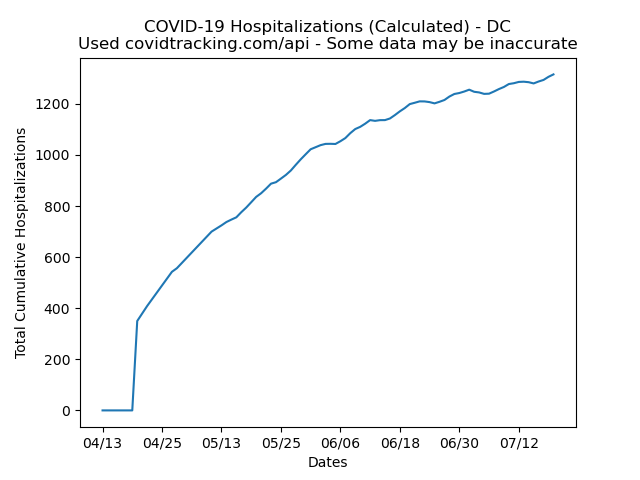 COVID-19 Hospitalizations (Calculated) - DC
Used covidtracking.com/api - Some data may be inaccurate
Total Cumulative Hospitalizations
1200
1000
800
600
400
200
0
04/13 04/25 05/13 05/25 06/06 06/18 06/30 07/12
Dates